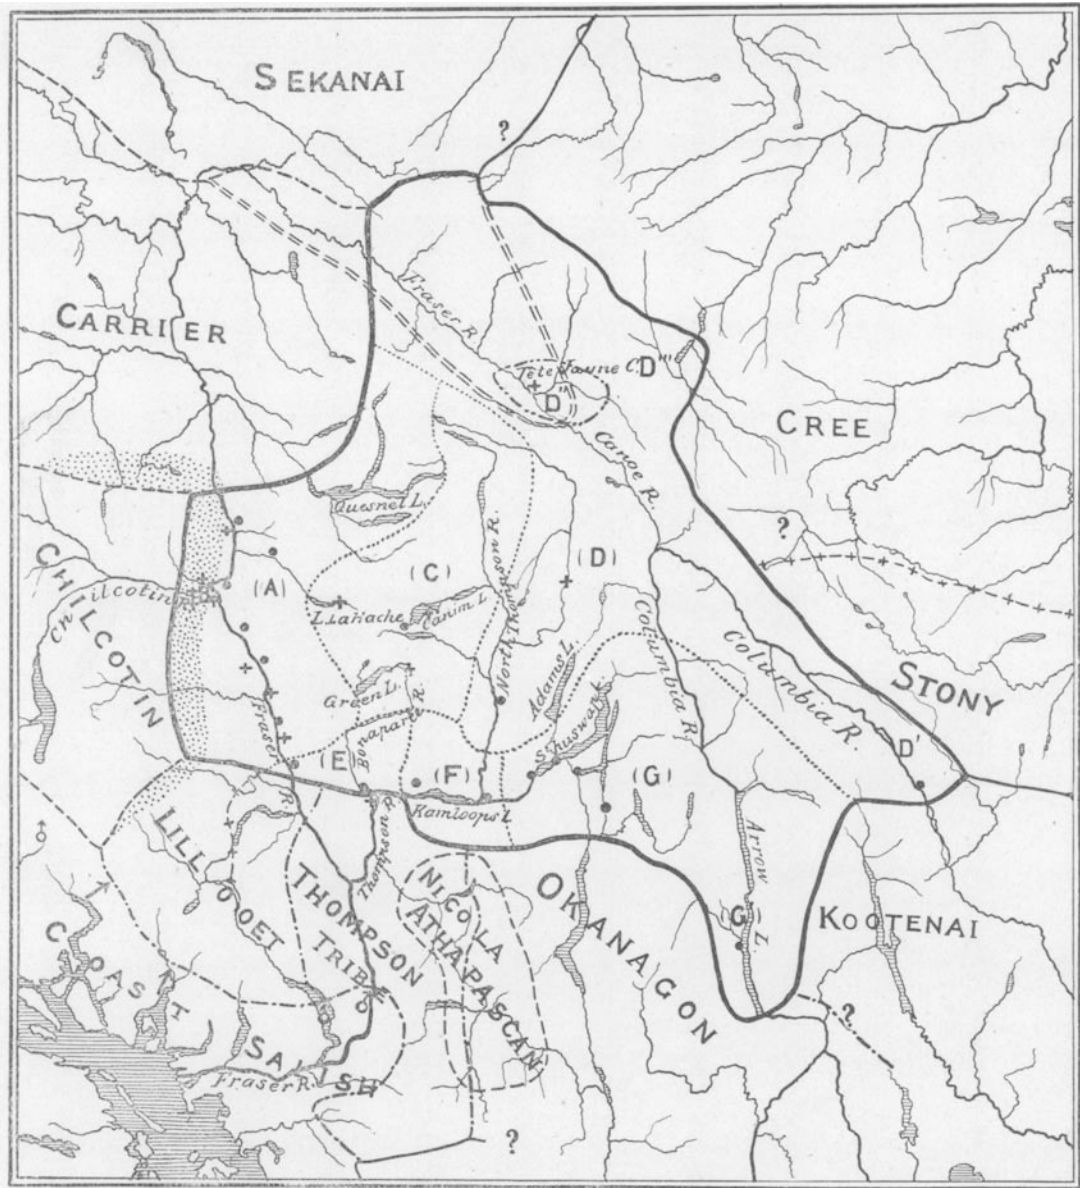 SEKANAI
?
CARRIER
Fraser R.
Tête Jaune C.
D'''
D''
CREE
Canoe R.
Quesnel L.
?
CHILCOTIN
Chilcotin
(A)
(C)
(D)
L. La Hache
Canim L.
North Thompson R.
Columbia R.
Columbia R.
STONY
Green L.
Adams L.
Shuswap L.
Fraser R.
Bonaparte R.
(E)
(F)
(G)
D'
Kamloops L.
LILLOOET
Thompson R.
THOMPSON
TRIBE
NICOLA
ATHAPASCAN
OKANAGON
Arrow L.
(G)
KOOTENAI
COAST
SALISH
Fraser R.
?
?